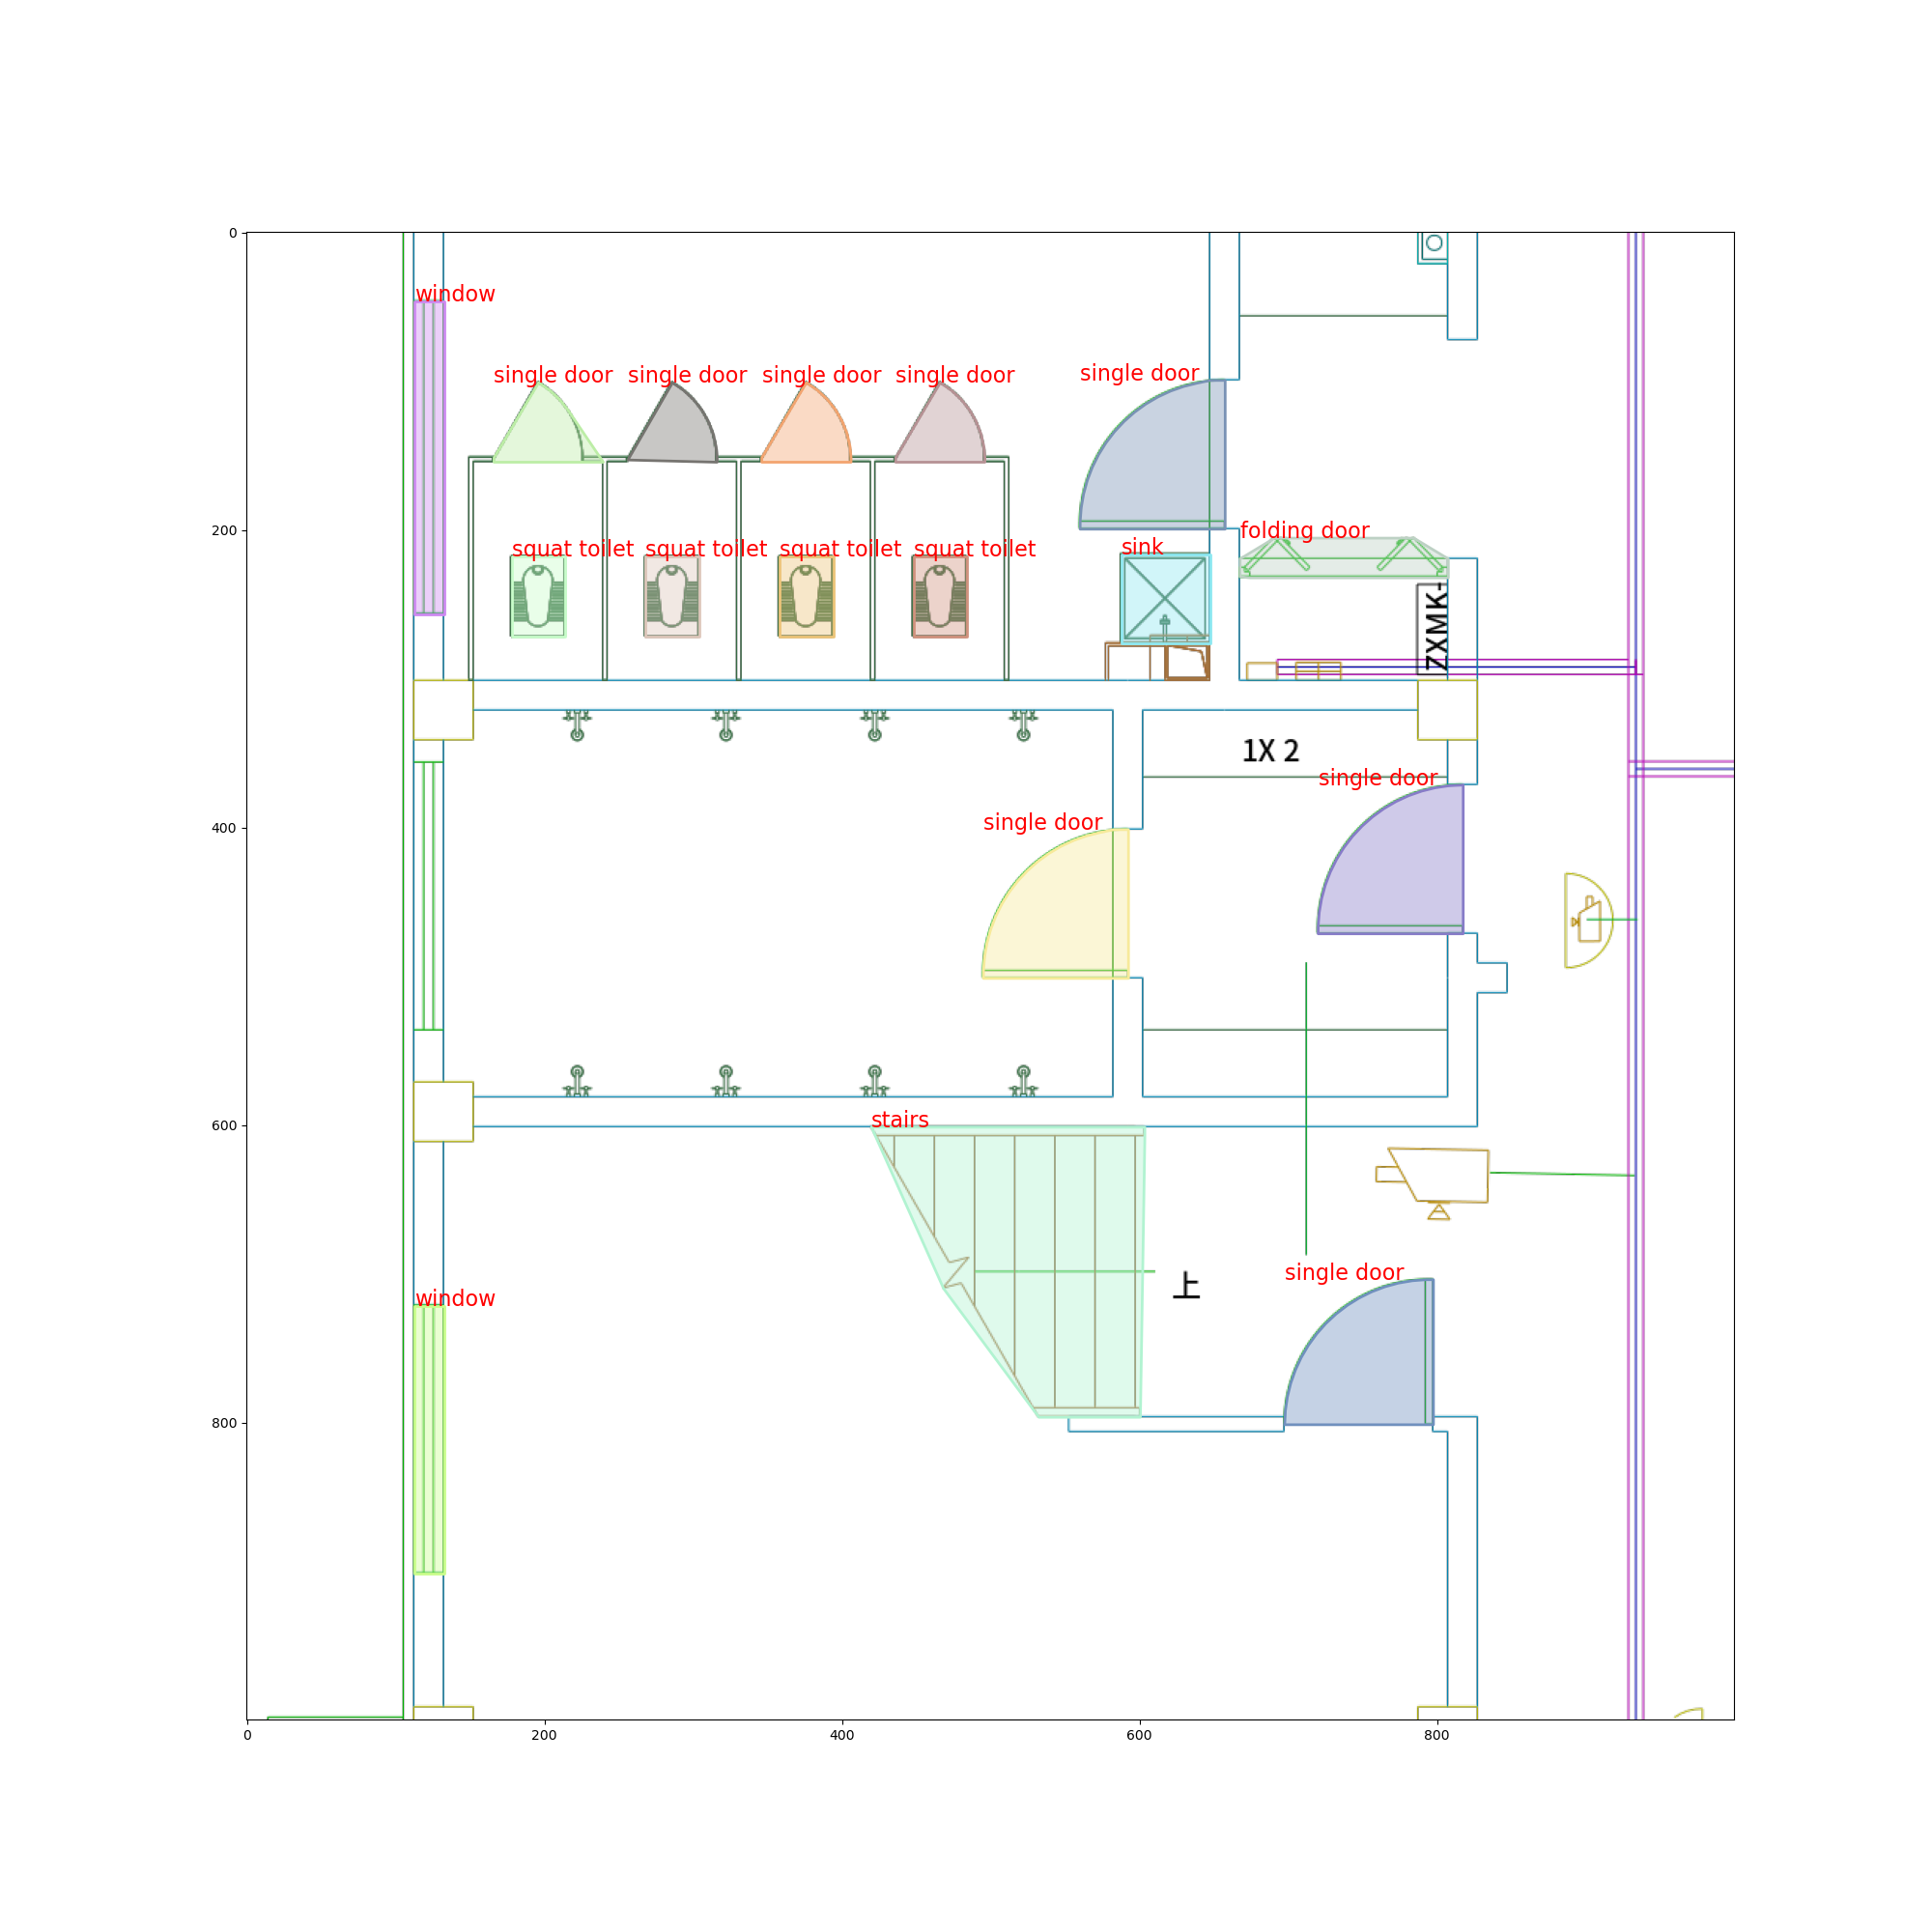 0
window
single door single door single door single door single door
200
folding door
squat toilet squat toilet squat toilet squat toilet sink
ZXMK-
1X 2
single door
400
single door
600
stairs
single door
上
window
800
0 200 400 600 800